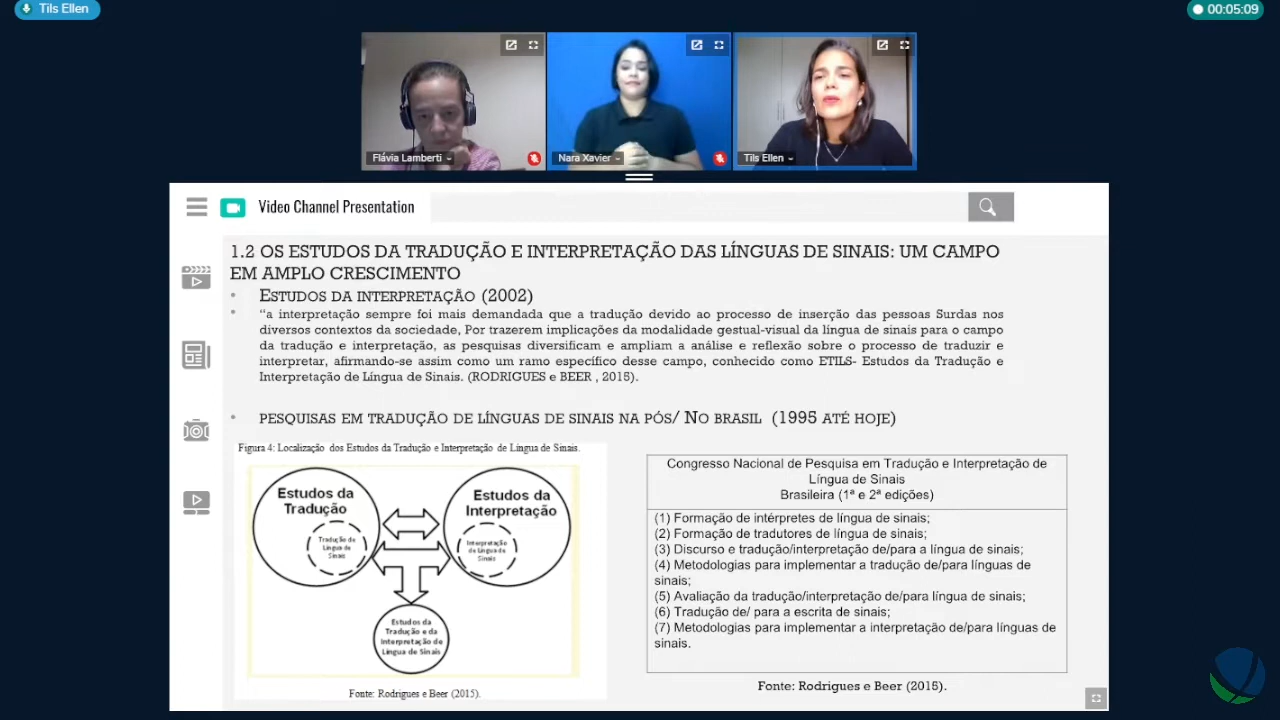 Tils Ellen
00:05:09
Flávia Lamberti
Nara Xavier
Tils Ellen
Video Channel Presentation
1.2 OS ESTUDOS DA TRADUÇÃO E INTERPRETAÇÃO DAS LÍNGUAS DE SINAIS: UM CAMPO
EM AMPLO CRESCIMENTO
• ESTUDOS DA INTERPRETAÇÃO (2002)
• “a interpretação sempre foi mais demandada que a tradução devido ao processo de inserção das pessoas Surdas nos
diversos contextos da sociedade, Por trazerem implicações da modalidade gestual-visual da língua de sinais para o campo
da tradução e interpretação, as pesquisas diversificam e ampliam a análise e reflexão sobre o processo de traduzir e
interpretar, afirmando-se assim como um ramo específico desse campo, conhecido como ETILS- Estudos da Tradução e
Interpretação de Língua de Sinais. (RODRIGUES e BEER , 2015).
• PESQUISAS EM TRADUÇÃO DE LÍNGUAS DE SINAIS NA PÓS/ NO BRASIL (1995 ATÉ HOJE)
Figura 4: Localização dos Estudos da Tradução e Interpretação de Língua de Sinais.
Estudos da
Tradução
Tradução de
Língua de
Sinais
Estudos da
Interpretação
Interpretação
de Língua de
Sinais
Estudos da
Tradução e da
Interpretação de
Língua de Sinais
Fonte: Rodrigues e Beer (2015).
Congresso Nacional de Pesquisa em Tradução e Interpretação de
Língua de Sinais
Brasileira (1ª e 2ª edições)
(1) Formação de intérpretes de língua de sinais;
(2) Formação de tradutores de língua de sinais;
(3) Discurso e tradução/interpretação de/para a língua de sinais;
(4) Metodologias para implementar a tradução de/para línguas de
sinais;
(5) Avaliação da tradução/interpretação de/para língua de sinais;
(6) Tradução de/ para a escrita de sinais;
(7) Metodologias para implementar a interpretação de/para línguas de
sinais.
Fonte: Rodrigues e Beer (2015).